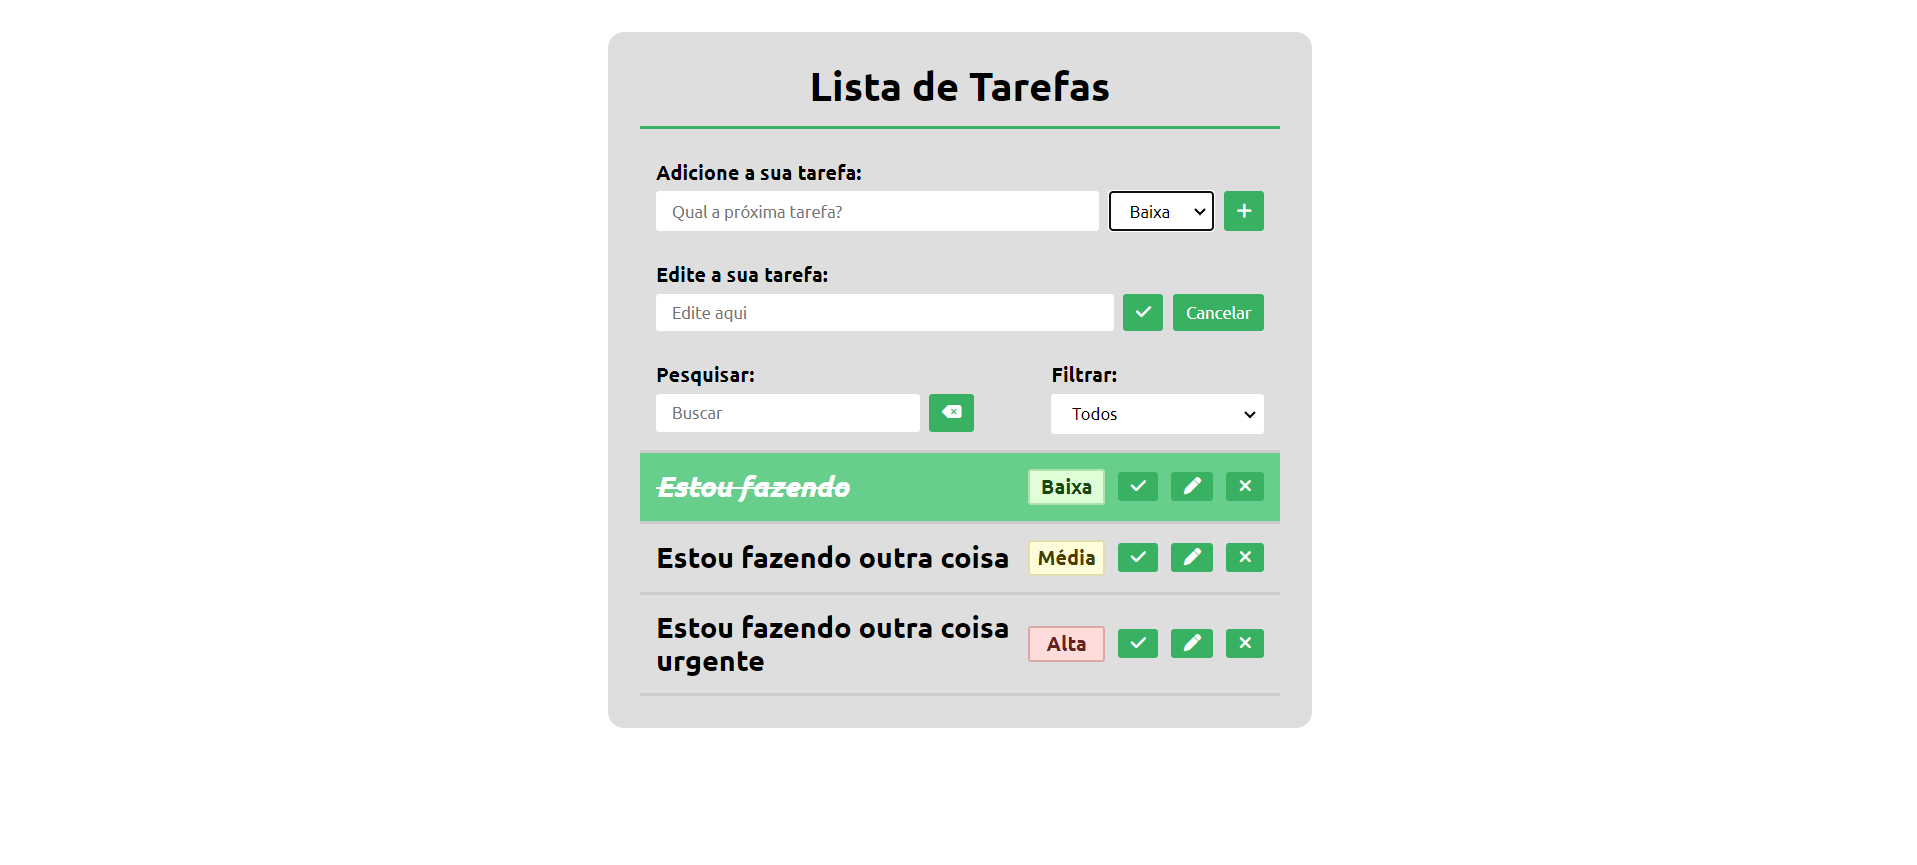 Lista de Tarefas
Adicione a sua tarefa:
Qual a próxima tarefa?
Baixa
Edite a sua tarefa:
Edite aqui
Cancelar
Pesquisar:
Filtrar:
Buscar
Todos
Estou fazendo
Baixa
Estou fazendo outra coisa
Média
Estou fazendo outra coisa
urgente
Alta